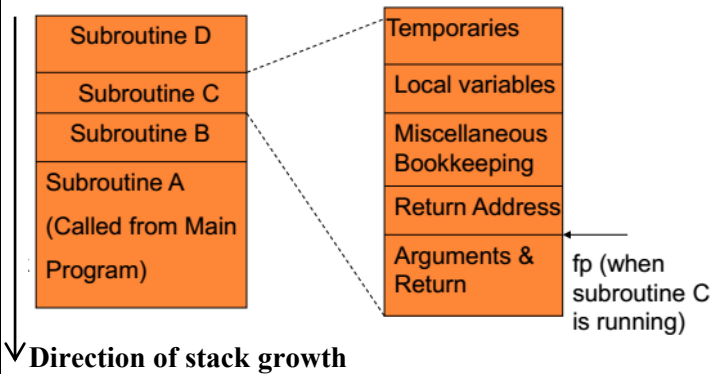 Subroutine D
Subroutine C
Subroutine B
Subroutine A
(Called from Main
Program)
Temporaries
Local variables
Miscellaneous
Bookkeeping
Return Address
Arguments &
Return
fp (when
subroutine C
is running)
Direction of stack growth